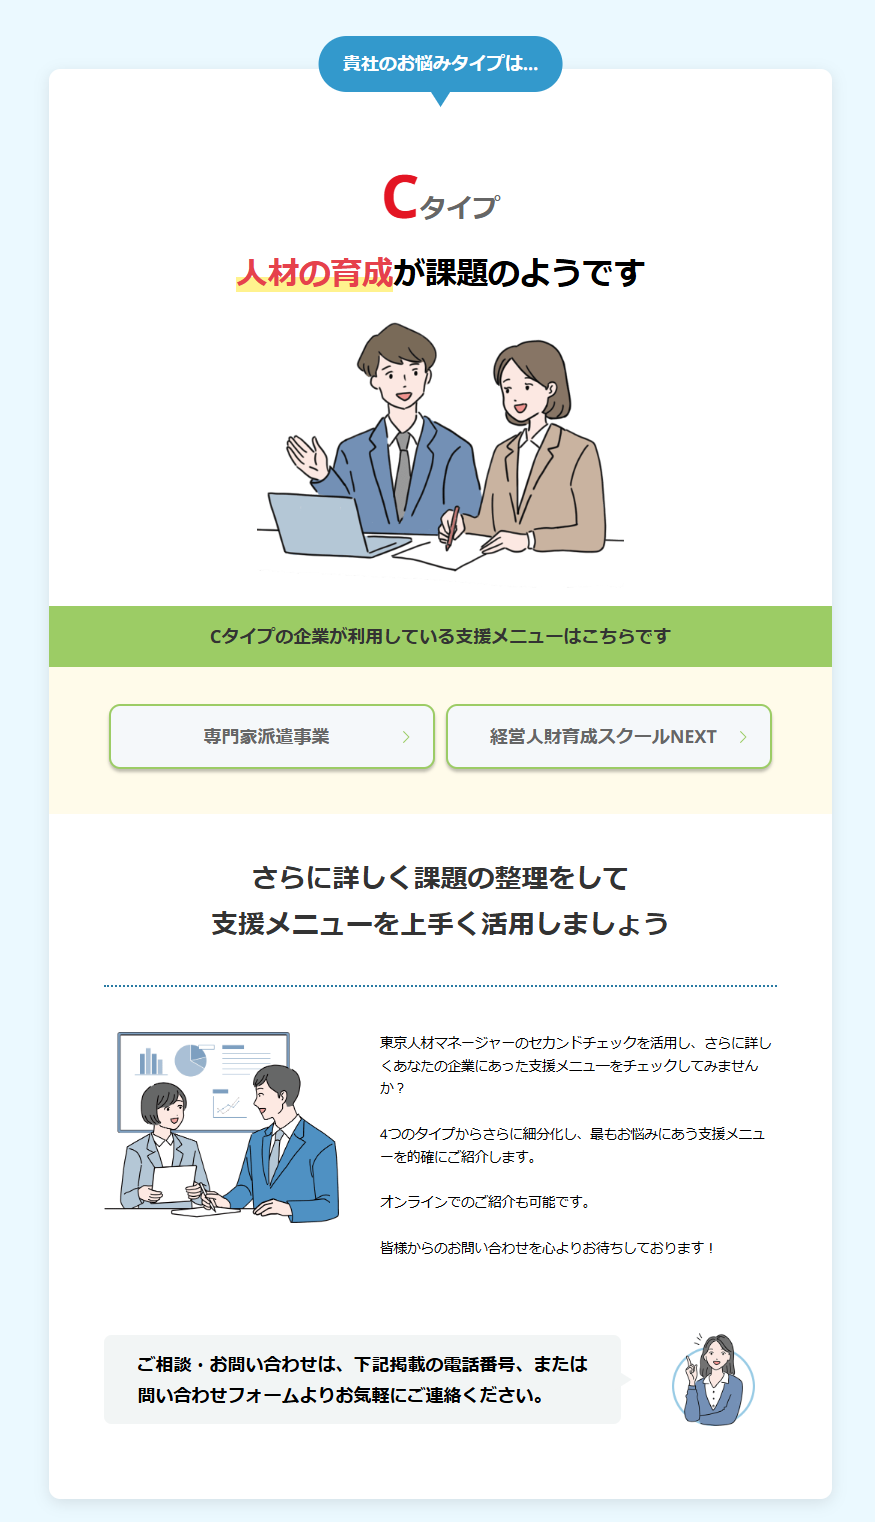 貴社のお悩みタイプは...
Cタイプ
人材の育成が課題のようです
Cタイプの企業が利用している支援メニューはこちらです
専門家派遣事業
経営人財育成スクールNEXT
さらに詳しく課題の整理をして
支援メニューを上手く活用しましょう
東京人材マネージャーのセカンドチェックを活用し、さらに詳し
くあなたの企業にあった支援メニューをチェックしてみません
か？
4つのタイプからさらに細分化し、最もお悩みにあう支援メニュ
ーを的確にご紹介します。
オンラインでのご紹介も可能です。
皆様からのお問い合わせを心よりお待ちしております！
ご相談・お問い合わせは、下記掲載の電話番号、または
問い合わせフォームよりお気軽にご連絡ください。